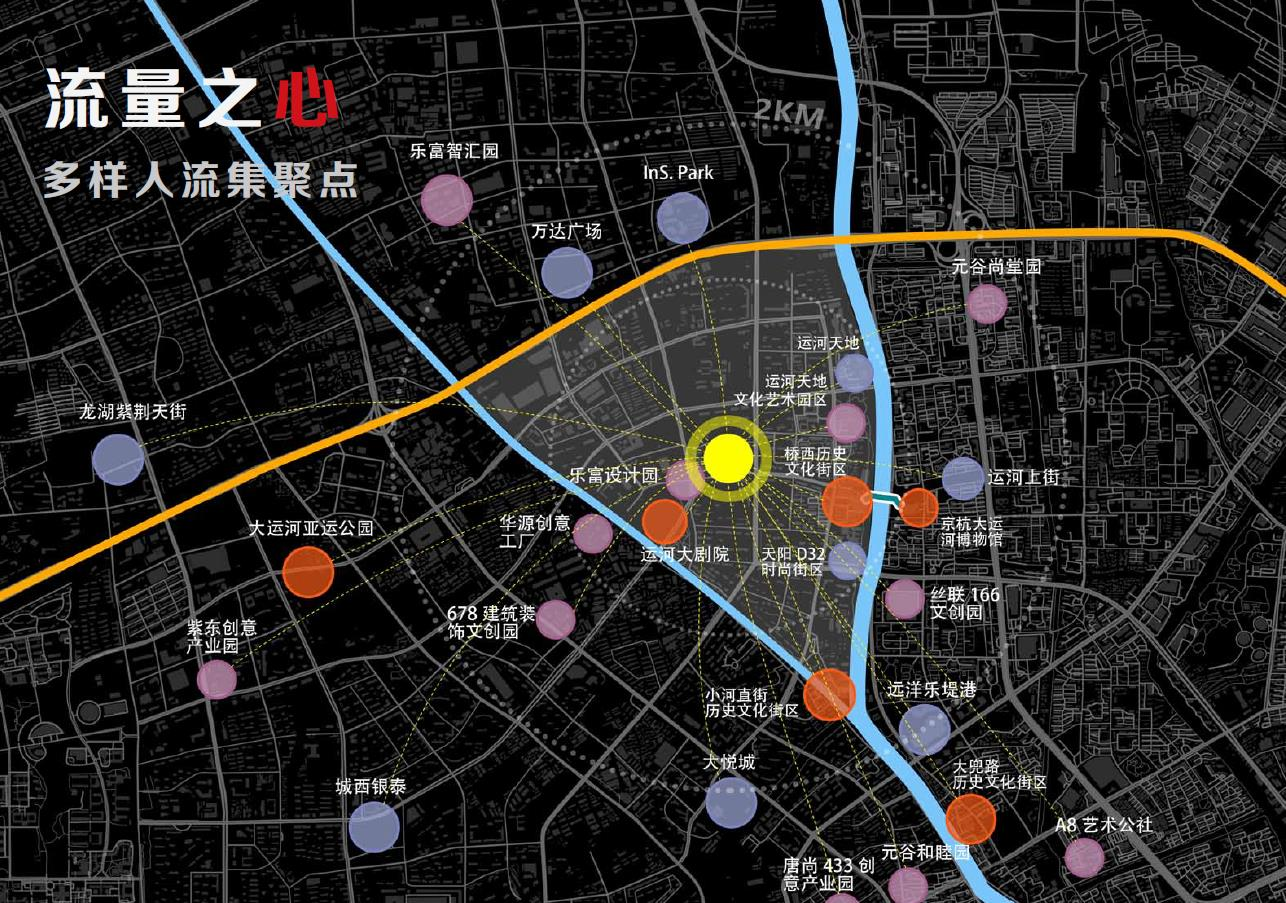 流量之心
多样人流集聚点
2KM
乐富智汇园
InS. Park
万达广场
元谷尚堂园
运河天地
运河天地
文化艺术园区
龙湖紫荆天街
桥西历史
文化街区
乐富设计园
运河上街
华源创意
工厂
大运河亚运公园
京杭大运
河博物馆
运河大剧院
天阳 D32
时尚街区
678 建筑装
饰文创园
丝联 166
文创园
紫东创意
产业园
小河直街
历史文化街区
远洋乐堤港
大悦城
大兜路
历史文化街区
城西银泰
A8 艺术公社
元谷和睦园
唐尚 433 创
意产业园